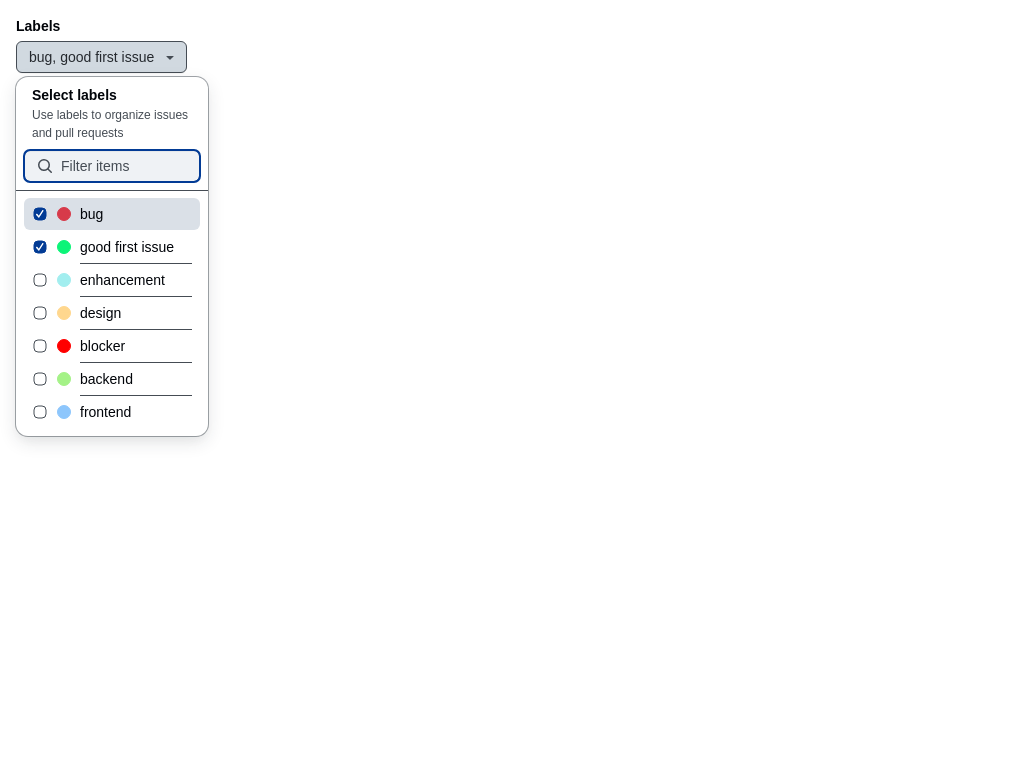 Labels
bug, good first issue
Select labels
Use labels to organize issues
and pull requests
Filter items
bug
good first issue
enhancement
design
blocker
backend
frontend